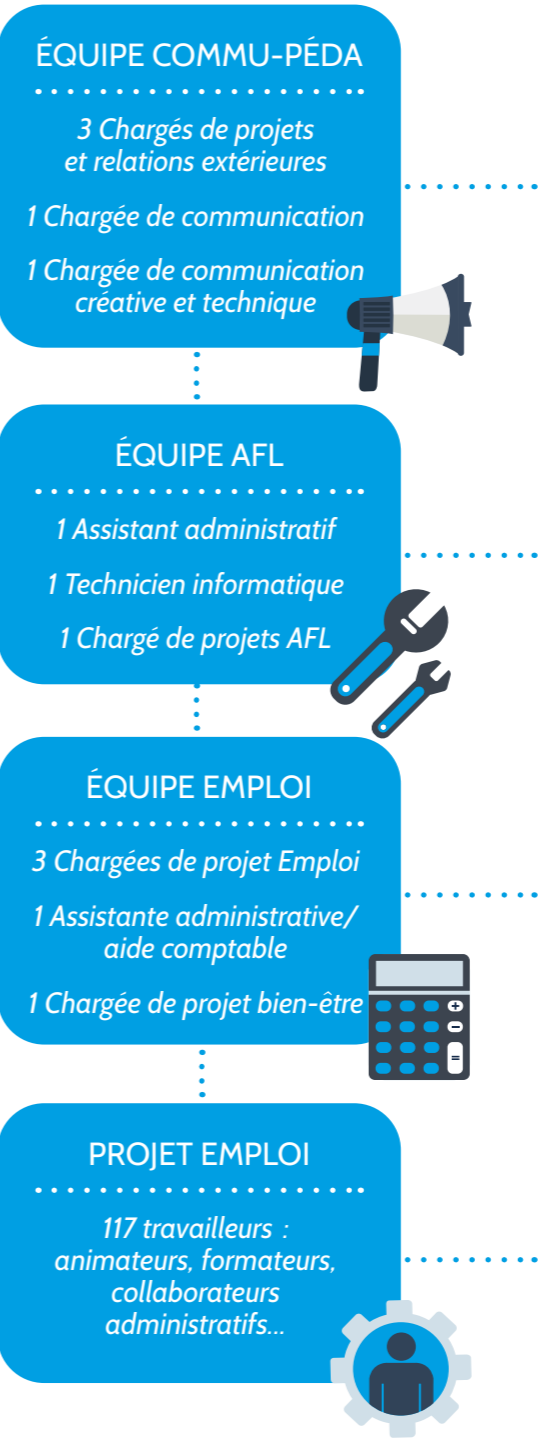 ÉQUIPE COMMU-PÉDA
3 Chargés de projets
et relations extérieures
1 Chargée de communication
1 Chargée de communication
créative et technique
ÉQUIPE AFL
1 Assistant administratif
1 Technicien informatique
1 Chargé de projets AFL
ÉQUIPE EMPLOI
3 Chargées de projet Emploi
1 Assistante administrative/
aide comptable
1 Chargée de projet bien-être
PROJET EMPLOI
117 travailleurs :
animateurs, formateurs,
collaborateurs
administratifs...